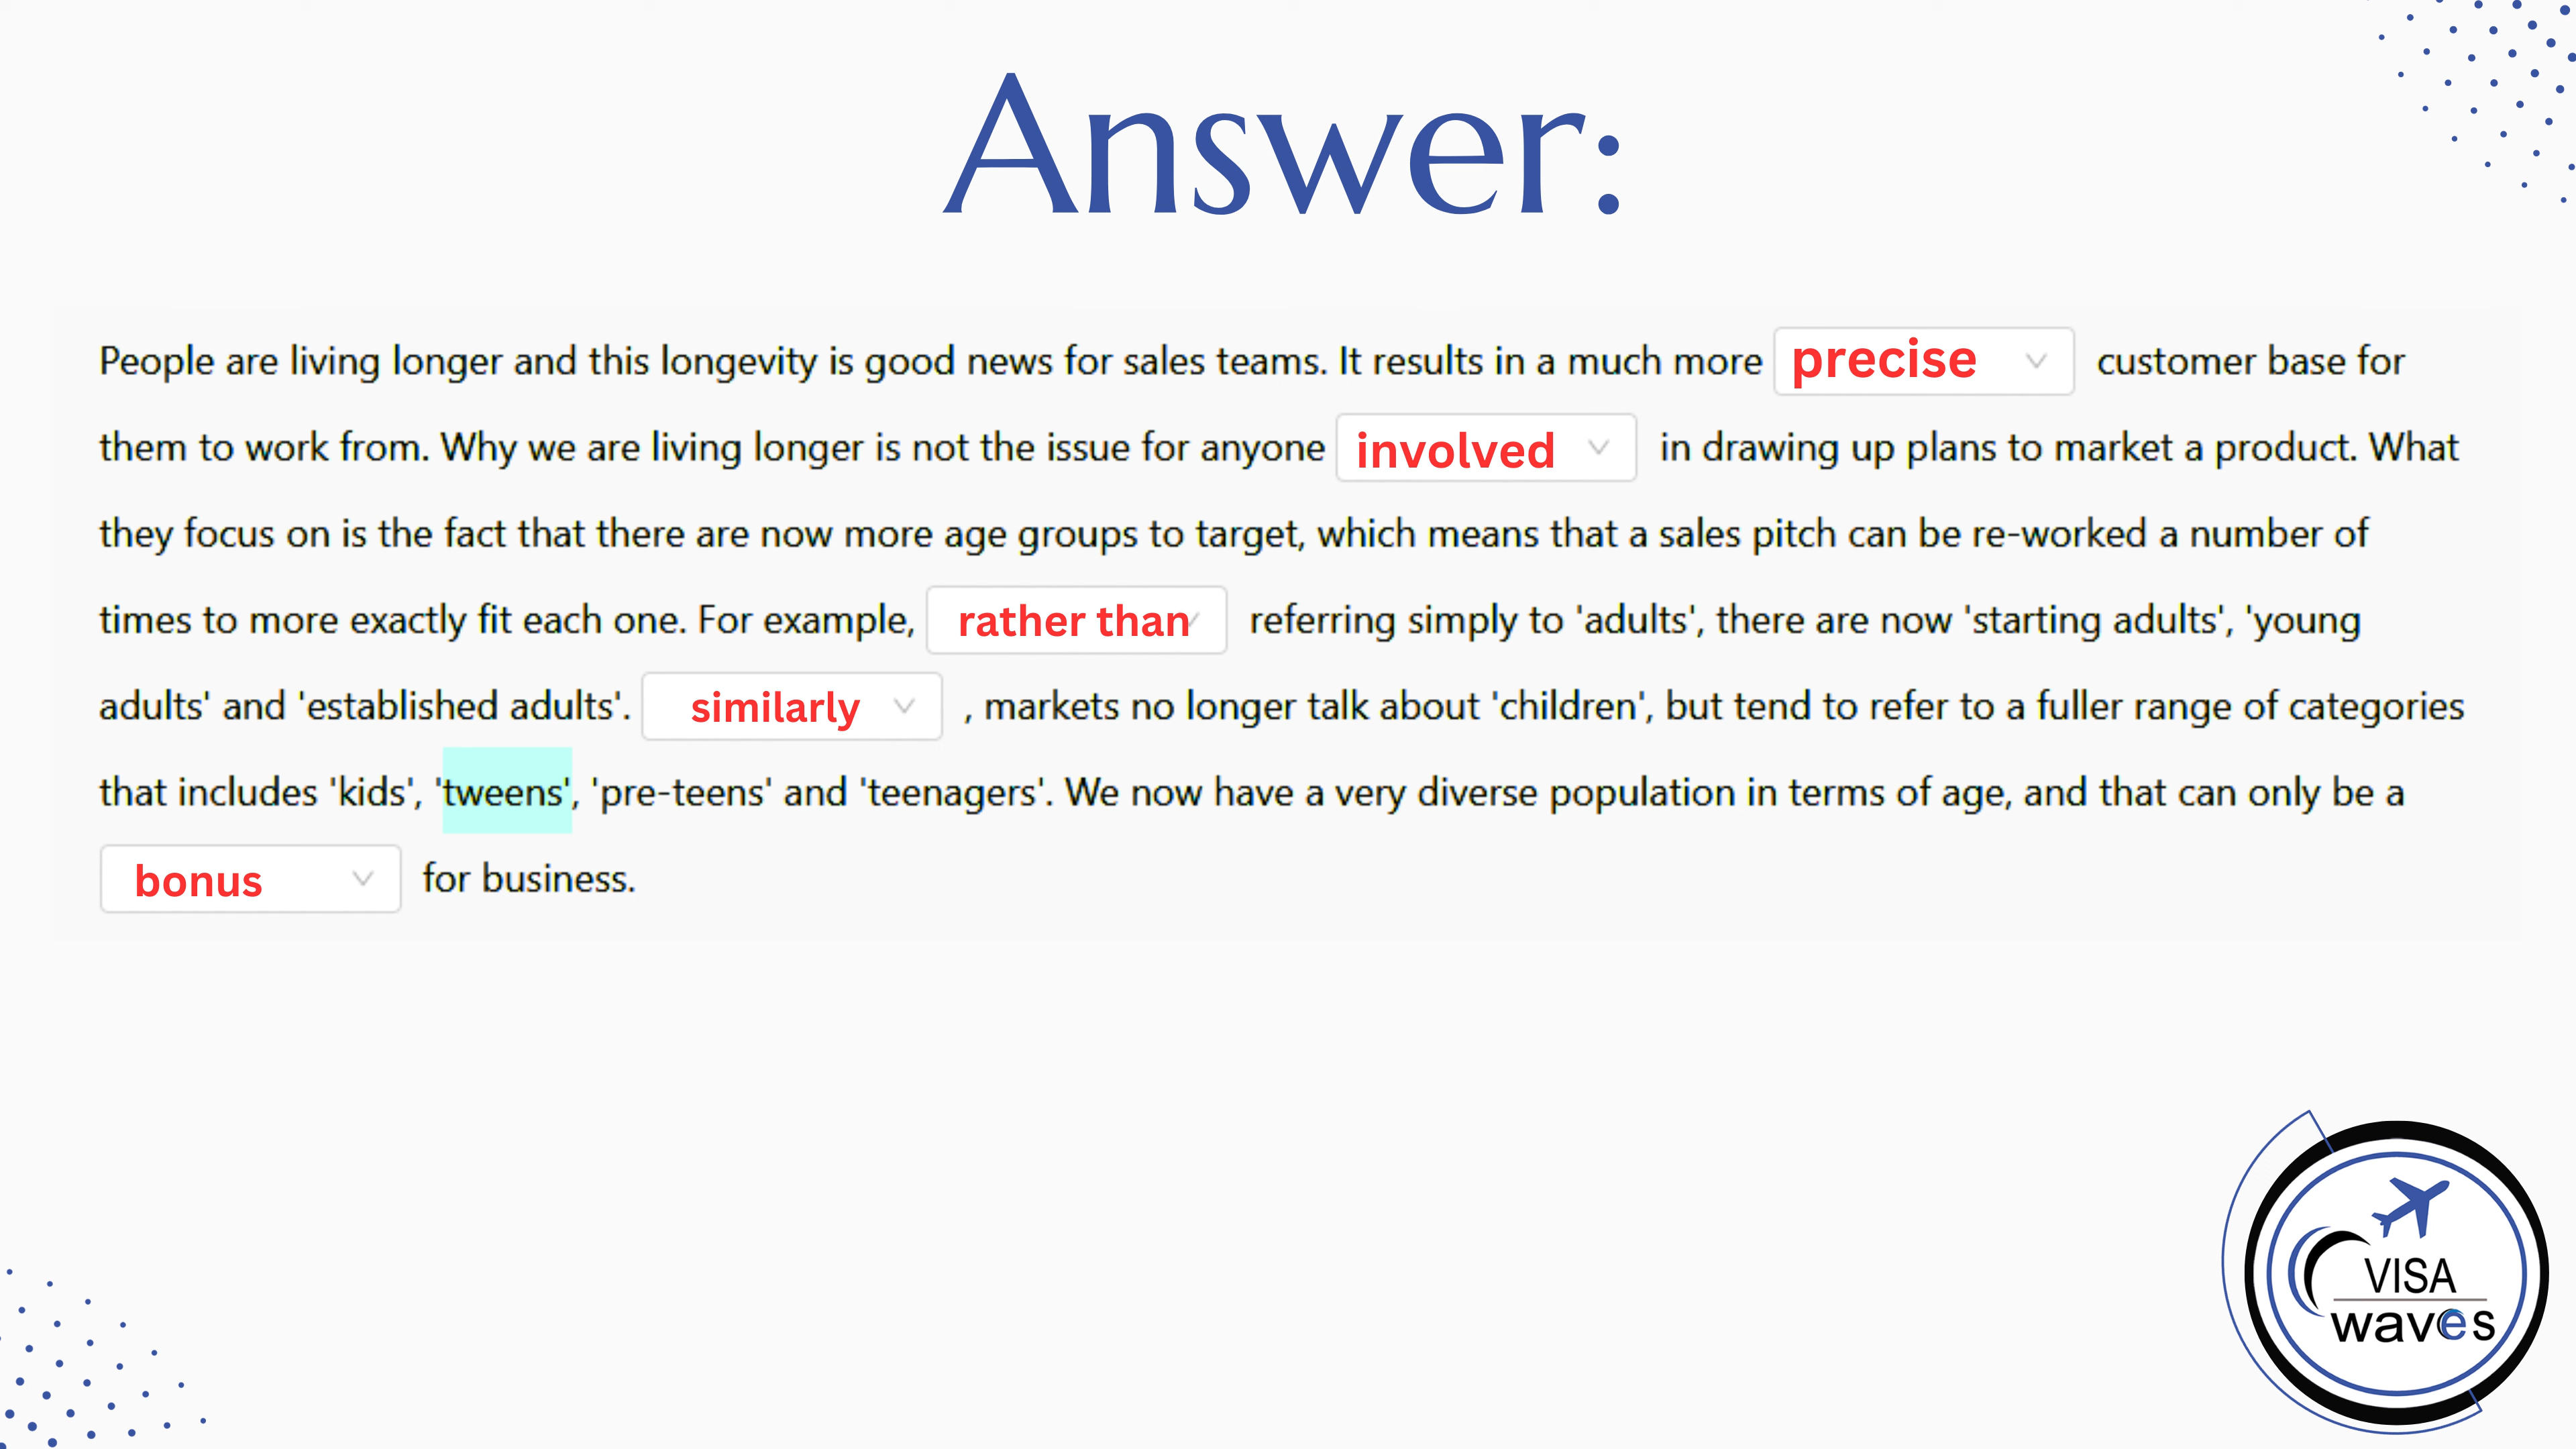 Answer:
People are living longer and this longevity is good news for sales teams. It results in a much more precise customer base for
them to work from. Why we are living longer is not the issue for anyone involved in drawing up plans to market a product. What
they focus on is the fact that there are now more age groups to target, which means that a sales pitch can be re-worked a number of
times to more exactly fit each one. For example, rather than referring simply to 'adults', there are now 'starting adults', 'young
adults' and 'established adults'. similarly , markets no longer talk about 'children', but tend to refer to a fuller range of categories
that includes 'kids', 'tweens', 'pre-teens' and 'teenagers'. We now have a very diverse population in terms of age, and that can only be a
bonus for business.
VISA
waves